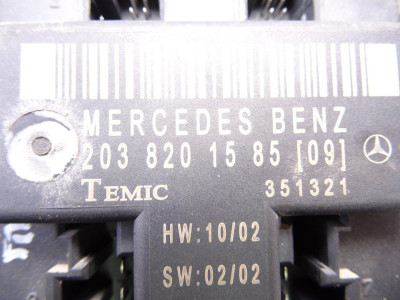 MERCEDES BENZ
203 820 15 85 [09]
TEMIC 351321
HW:10/02
SW:02/02